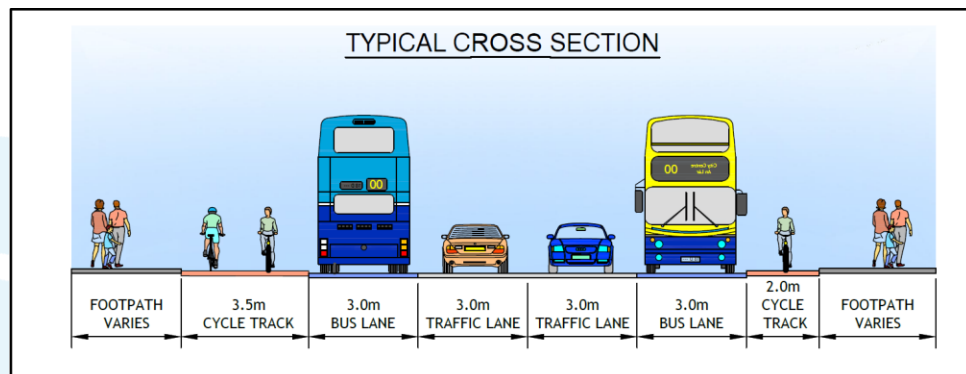 TYPICAL CROSS SECTION
00
00
FOOTPATH
VARIES
3.5m
CYCLE TRACK
3.0m
BUS LANE
3.0m
TRAFFIC LANE
3.0m
TRAFFIC LANE
3.0m
BUS LANE
2.0m
CYCLE
TRACK
FOOTPATH
VARIES